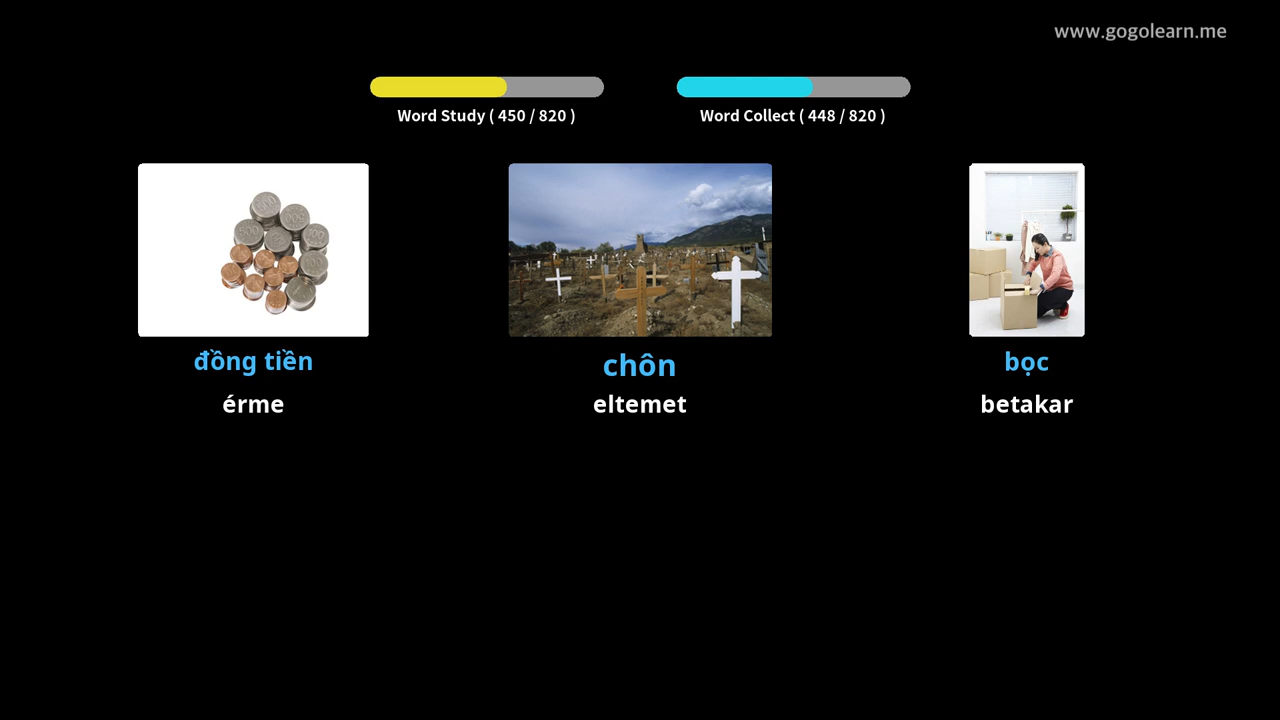 www.gogolearn.me
Word Study ( 450 / 820 )
Word Collect ( 448 / 820 )
đồng tiền
érme
chôn
eltemet
bọc
betakar